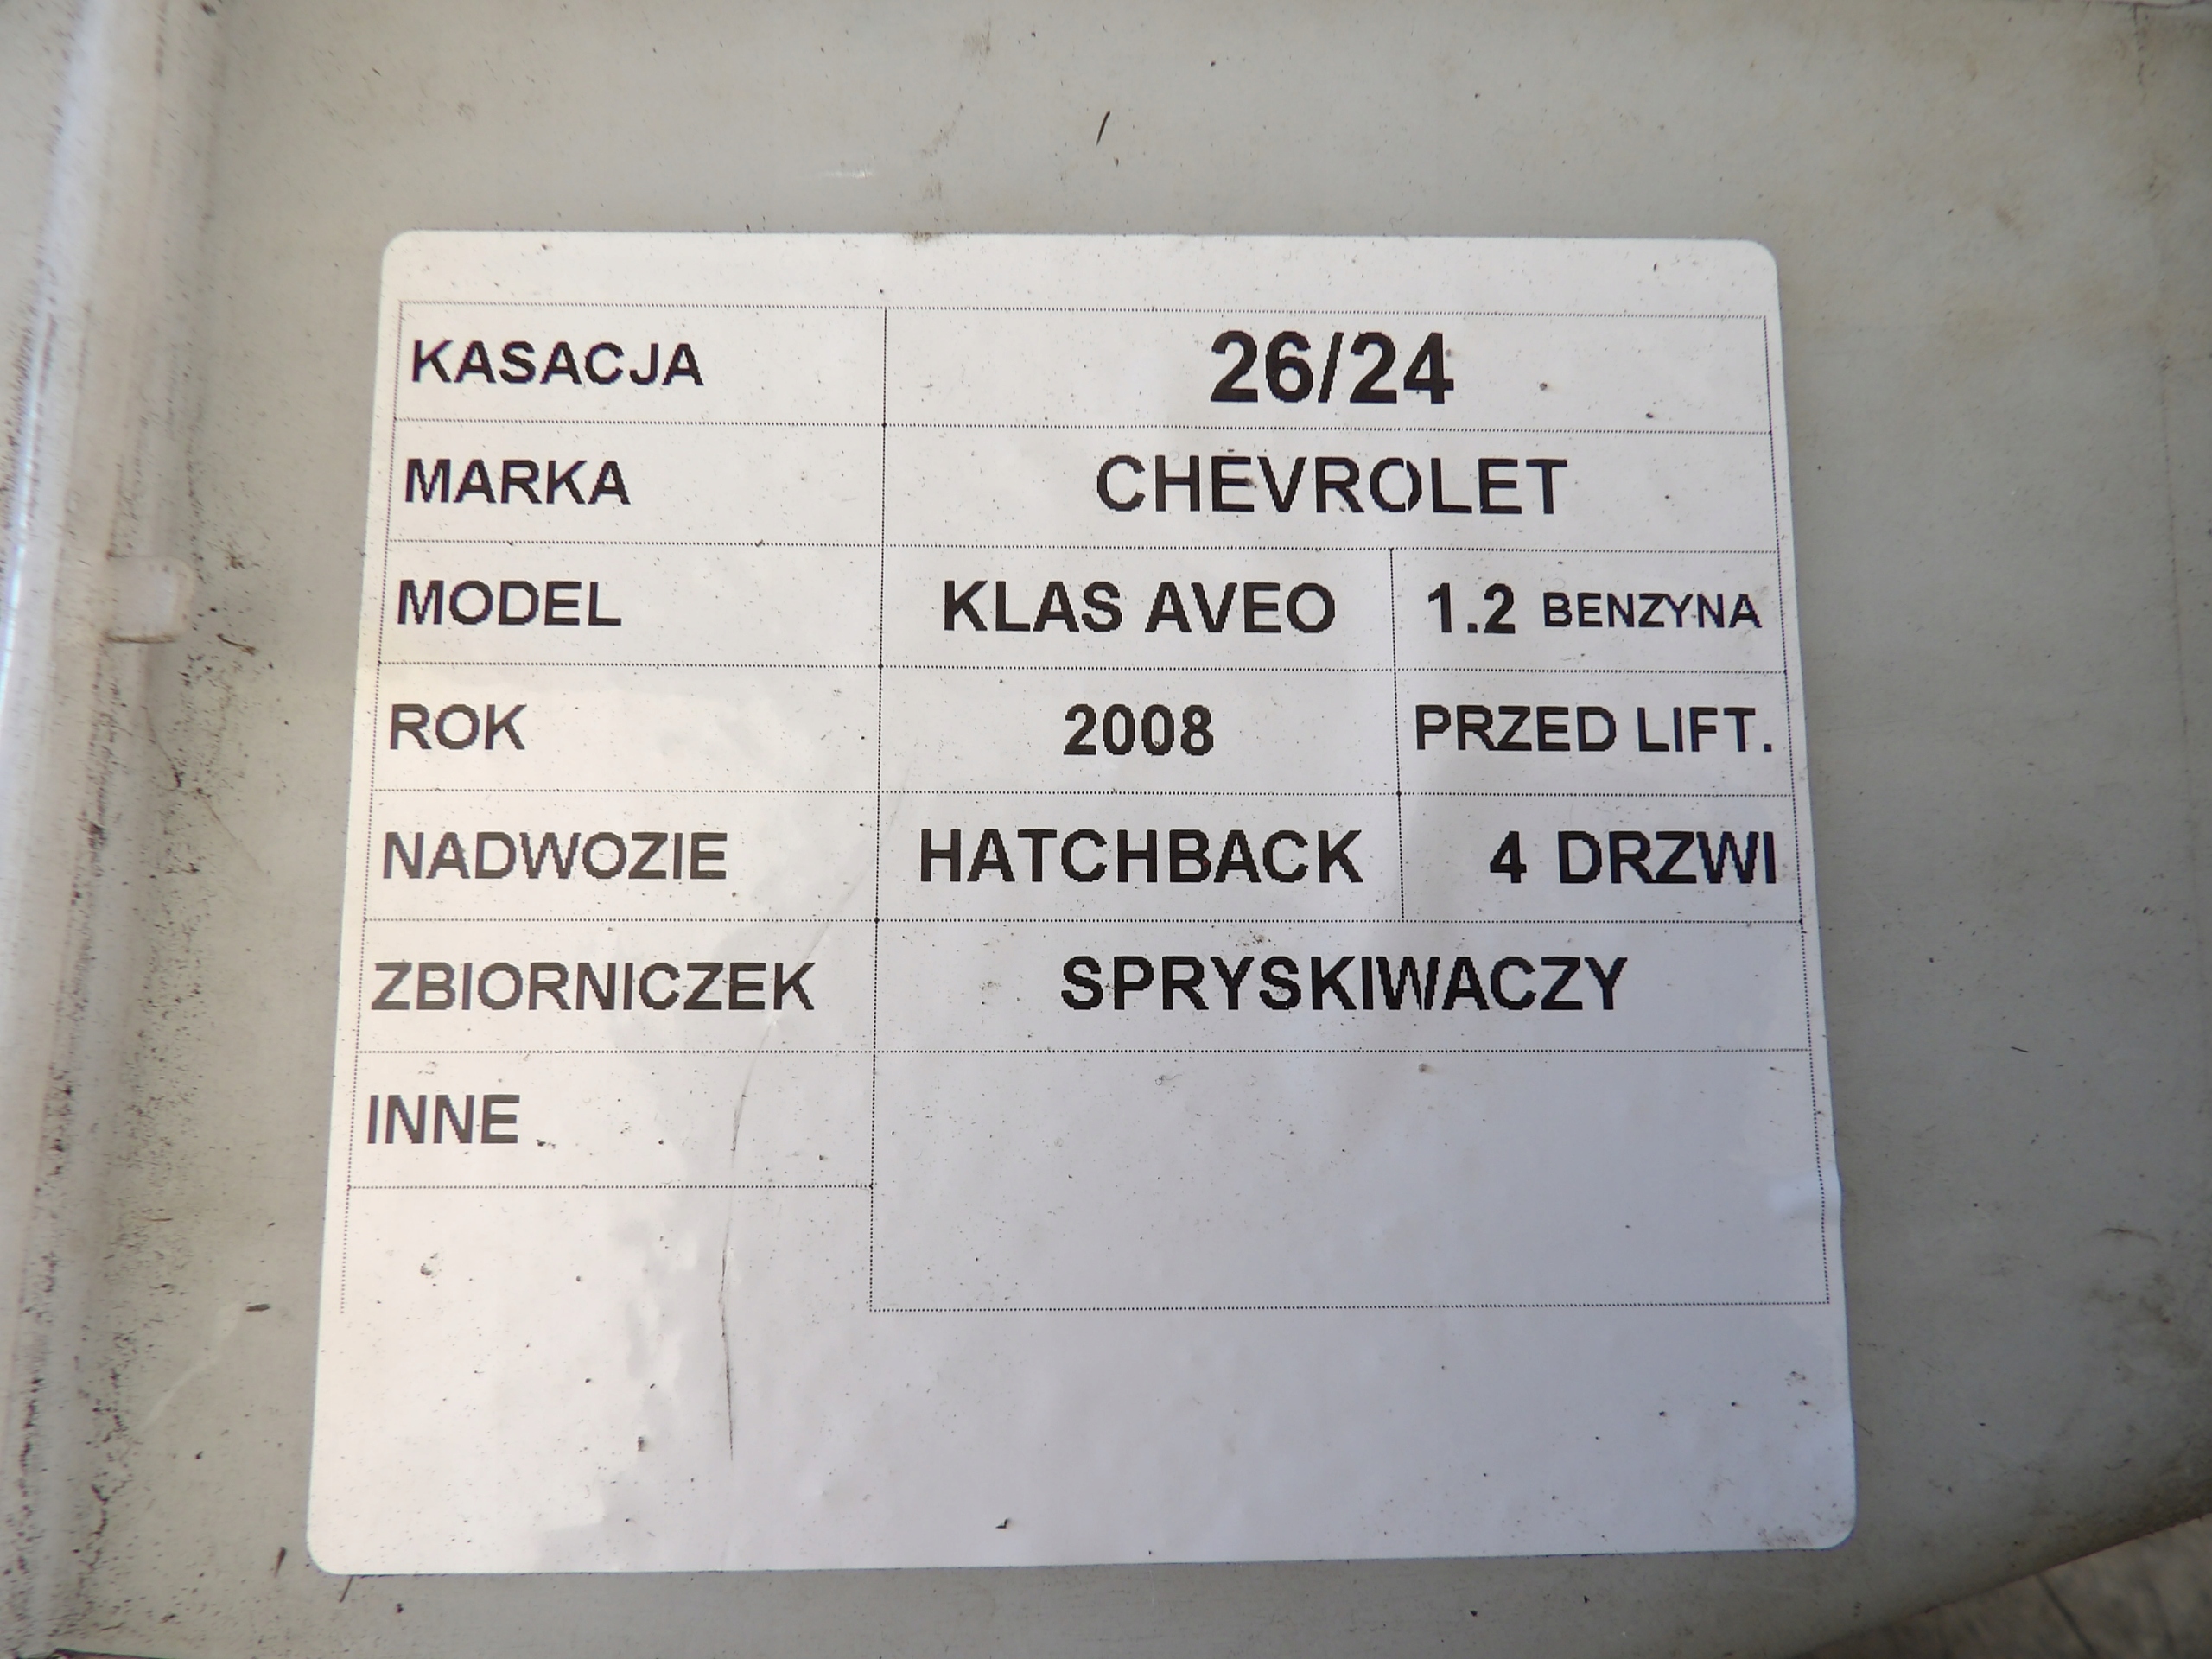 KASACJA 26/24
MARKA CHEVROLET
MODEL KLAS AVEO 1.2 BENZYNA
ROK 2008 PRZED LIFT.
NADWOZIE HATCHBACK 4 DRZWI
ZBIORNICZEK SPRYSKIWACZY
INNE